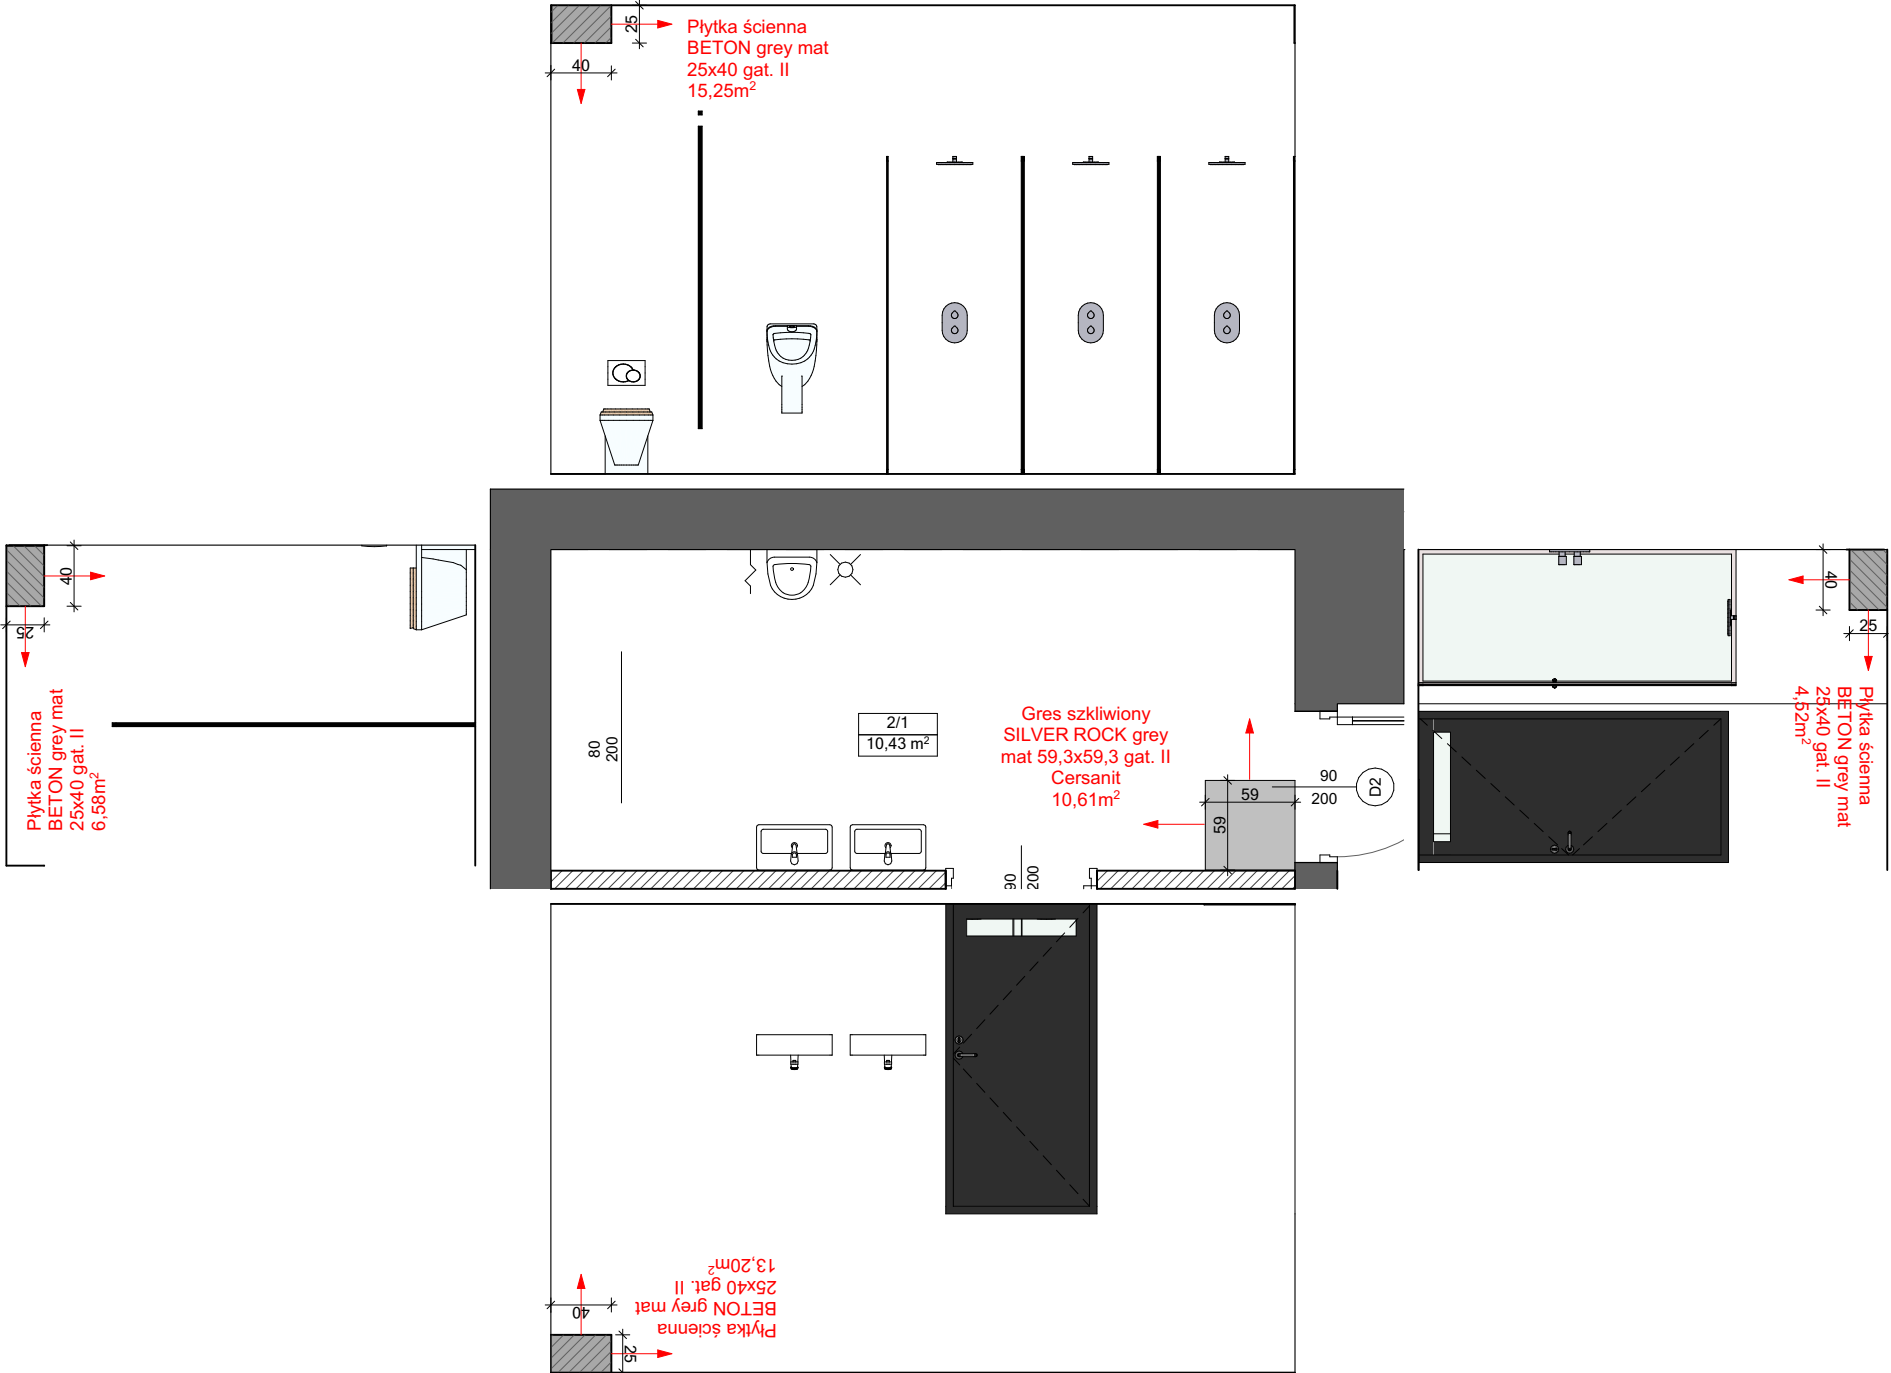 25
40
Płytka ścienna
BETON grey mat
25x40 gat. II
15,25m²
40
25
Płytka ścienna
BETON grey mat
25x40 gat. II
6,58m²
80
200
2/1
10,43 m²
Gres szkliwiony
SILVER ROCK grey
mat 59,3x59,3 gat. II
Cersanit
10,61m²
59
59
90
200
D2
90
200
40
25
Płytka ścienna
BETON grey mat
25x40 gat. II
4,52m²
Płytka ścienna
BETON grey mat
25x40 gat. II
13,20m²
40
25